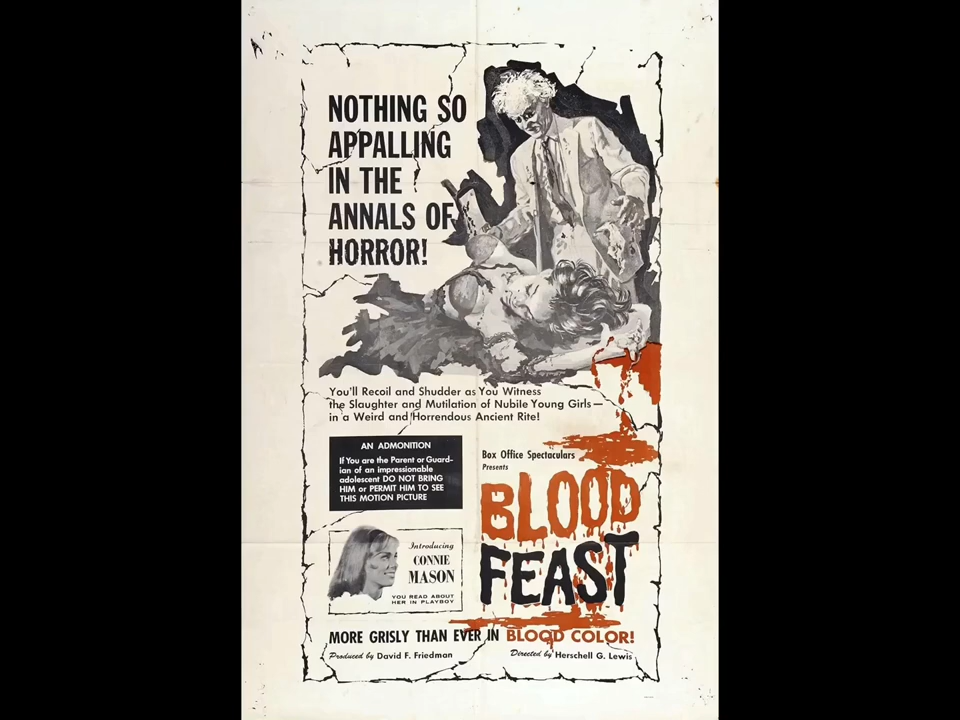 NOTHING SO
APPALLING
IN THE
ANNALS OF
HORROR!
You'll Recoil and Shudder as You Witness
the Slaughter and Mutilation of Nubile Young Girls—
in a Weird and Horrendous Ancient Rite!
AN ADMONITION
If You are the Parent or Guard-
ian of an impressionable
adolescent DO NOT BRING
HIM or PERMIT HIM TO SEE
THIS MOTION PICTURE
Box Office Spectaculars
Presents
BLOOD
FEAST
Introducing
CONNIE
MASON
YOU READ ABOUT
HER IN PLAYBOY
MORE GRISLY THAN EVER IN BLOOD COLOR!
Produced by David F. Friedman
Directed by Herschell G. Lewis